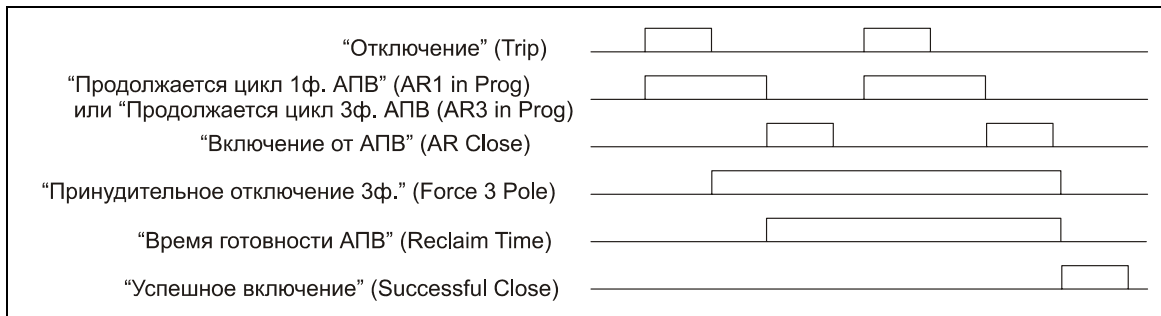 “Отключение” (Trip)
“Продолжается цикл 1ф. АПВ” (AR1 in Prog)
или “Продолжается цикл 3ф. АПВ (AR3 in Prog)
“Включение от АПВ” (AR Close)
“Принудительное отключение 3ф.” (Force 3 Pole)
“Время готовности АПВ” (Reclaim Time)
“Успешное включение” (Successful Close)